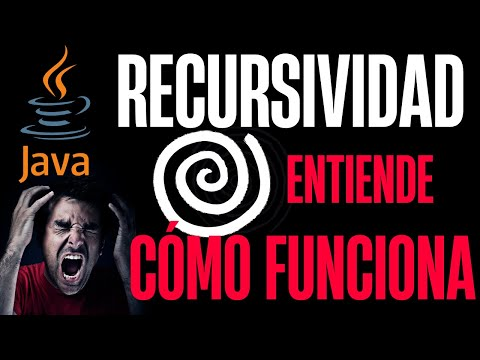 RECURSIVIDAD
Java
ENTIENDE
CÓMO FUNCIONA